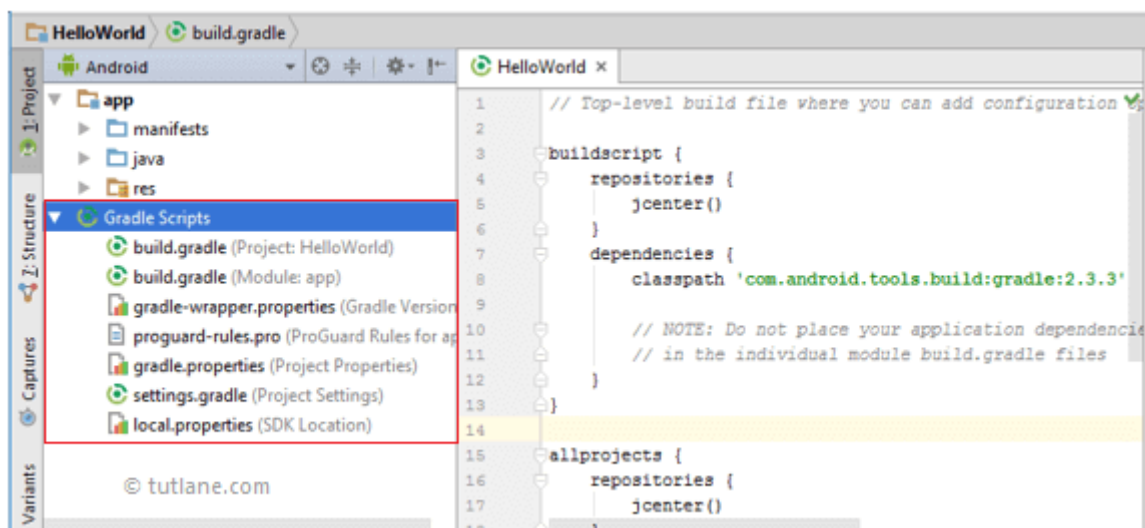 HelloWorld build.gradle
1: Project
7: Structure
Captures
Variants
Android
app
manifests
java
res
Gradle Scripts
build.gradle (Project: HelloWorld)
build.gradle (Module: app)
gradle-wrapper.properties (Gradle Version
proguard-rules.pro (ProGuard Rules for ap
gradle.properties (Project Properties)
settings.gradle (Project Settings)
local.properties (SDK Location)
© tutlane.com
HelloWorld ×
1 // Top-level build file where you can add configuration
2
3 buildscript {
4 repositories {
5 jcenter()
6 }
7 dependencies {
8 classpath 'com.android.tools.build:gradle:2.3.3'
9
10 // NOTE: Do not place your application dependencie
11 // in the individual module build.gradle files
12 }
13 }
14
15 allprojects {
16 repositories {
17 jcenter()